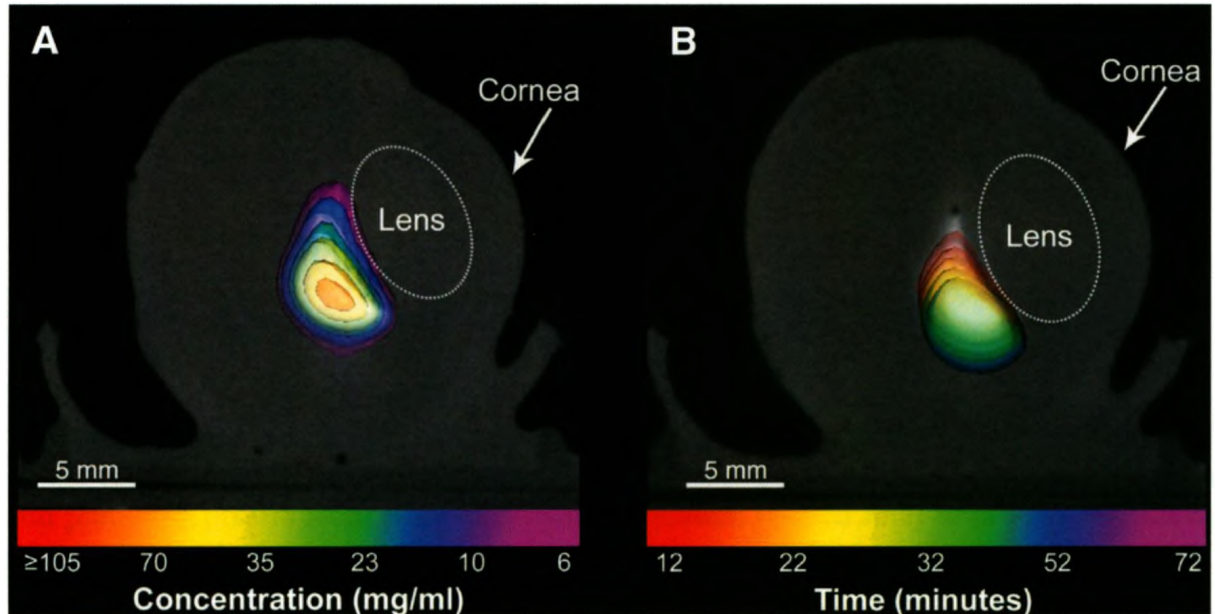 A
Cornea
Lens
5 mm
≥105 70 35 23 10 6
Concentration (mg/ml)
B
Cornea
Lens
5 mm
12 22 32 52 72
Time (minutes)